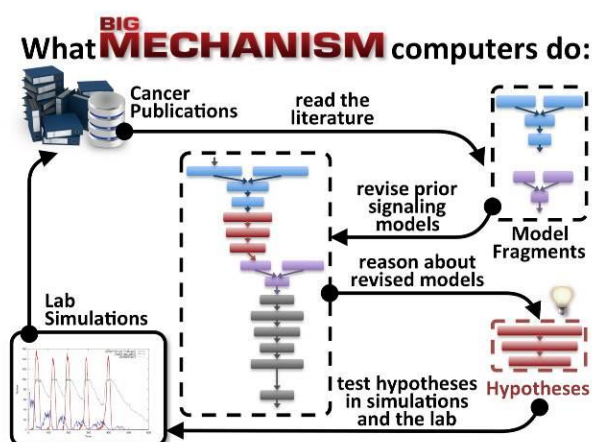 What BIG MECHANISM computers do:
Cancer
Publications
read the
literature
revise prior
signaling
models
Model
Fragments
reason about
revised models
Lab
Simulations
Hypotheses
test hypotheses
in simulations
and the lab